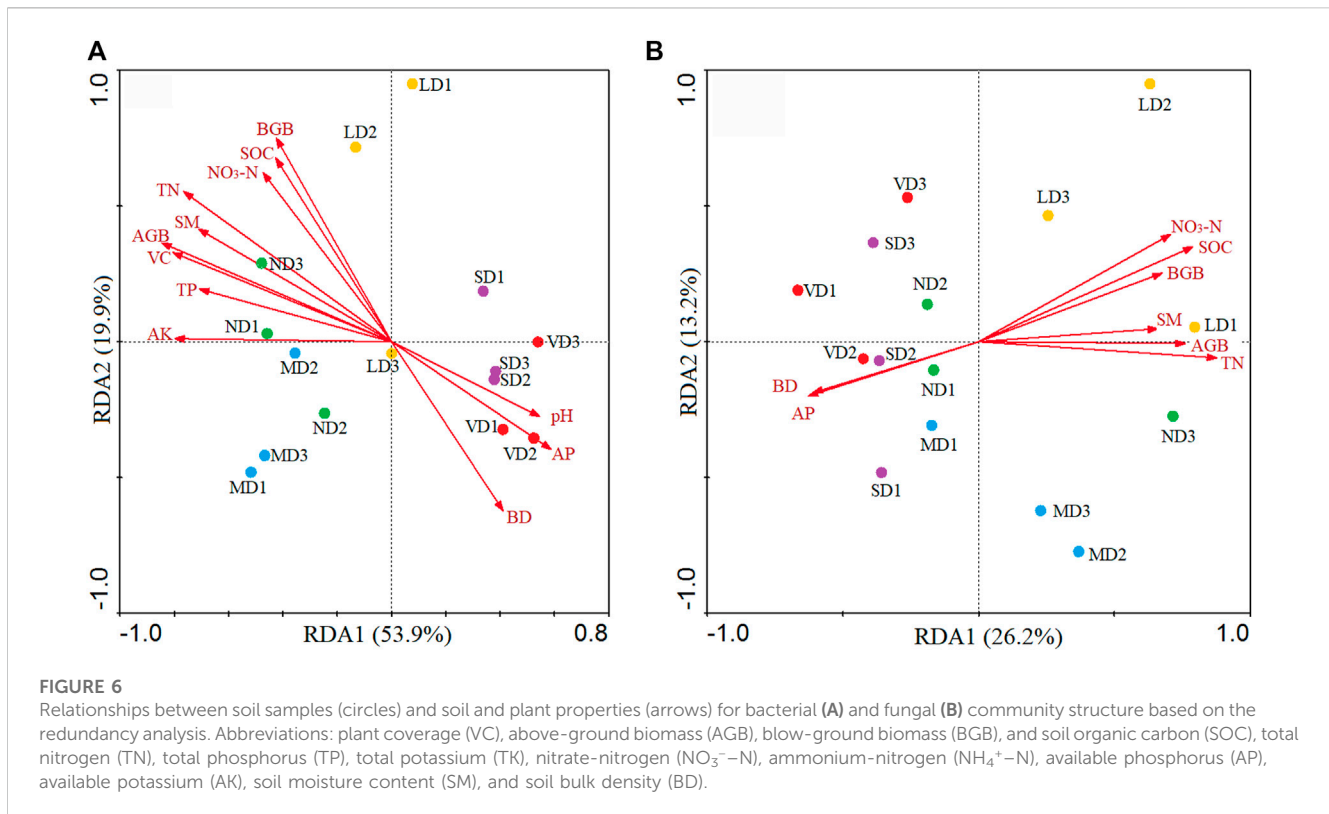 A
1.0
LD1
LD2
BGB
SOC
NO₃-N
TN
SM
AGB
VC
ND3
TP
SD1
AK
ND1
VD3
MD2
LD3
SD3
SD2
ND2
pH
VD1
VD2
AP
MD3
MD1
BD
RDA2 (19.9%)
-1.0
-1.0
RDA1 (53.9%)
0.8
B
1.0
LD2
VD3
LD3
SD3
NO₃-N
SOC
ND2
BGB
VD1
SM
LD1
AGB
VD2
SD2
TN
ND1
BD
AP
MD1
ND3
SD1
MD3
MD2
RDA2 (13.2%)
-1.0
-1.0
RDA1 (26.2%)
1.0
FIGURE 6
Relationships between soil samples (circles) and soil and plant properties (arrows) for bacterial (A) and fungal (B) community structure based on the
redundancy analysis. Abbreviations: plant coverage (VC), above-ground biomass (AGB), blow-ground biomass (BGB), and soil organic carbon (SOC), total
nitrogen (TN), total phosphorus (TP), total potassium (TK), nitrate-nitrogen (NO₃⁻–N), ammonium-nitrogen (NH₄⁺–N), available phosphorus (AP),
available potassium (AK), soil moisture content (SM), and soil bulk density (BD).